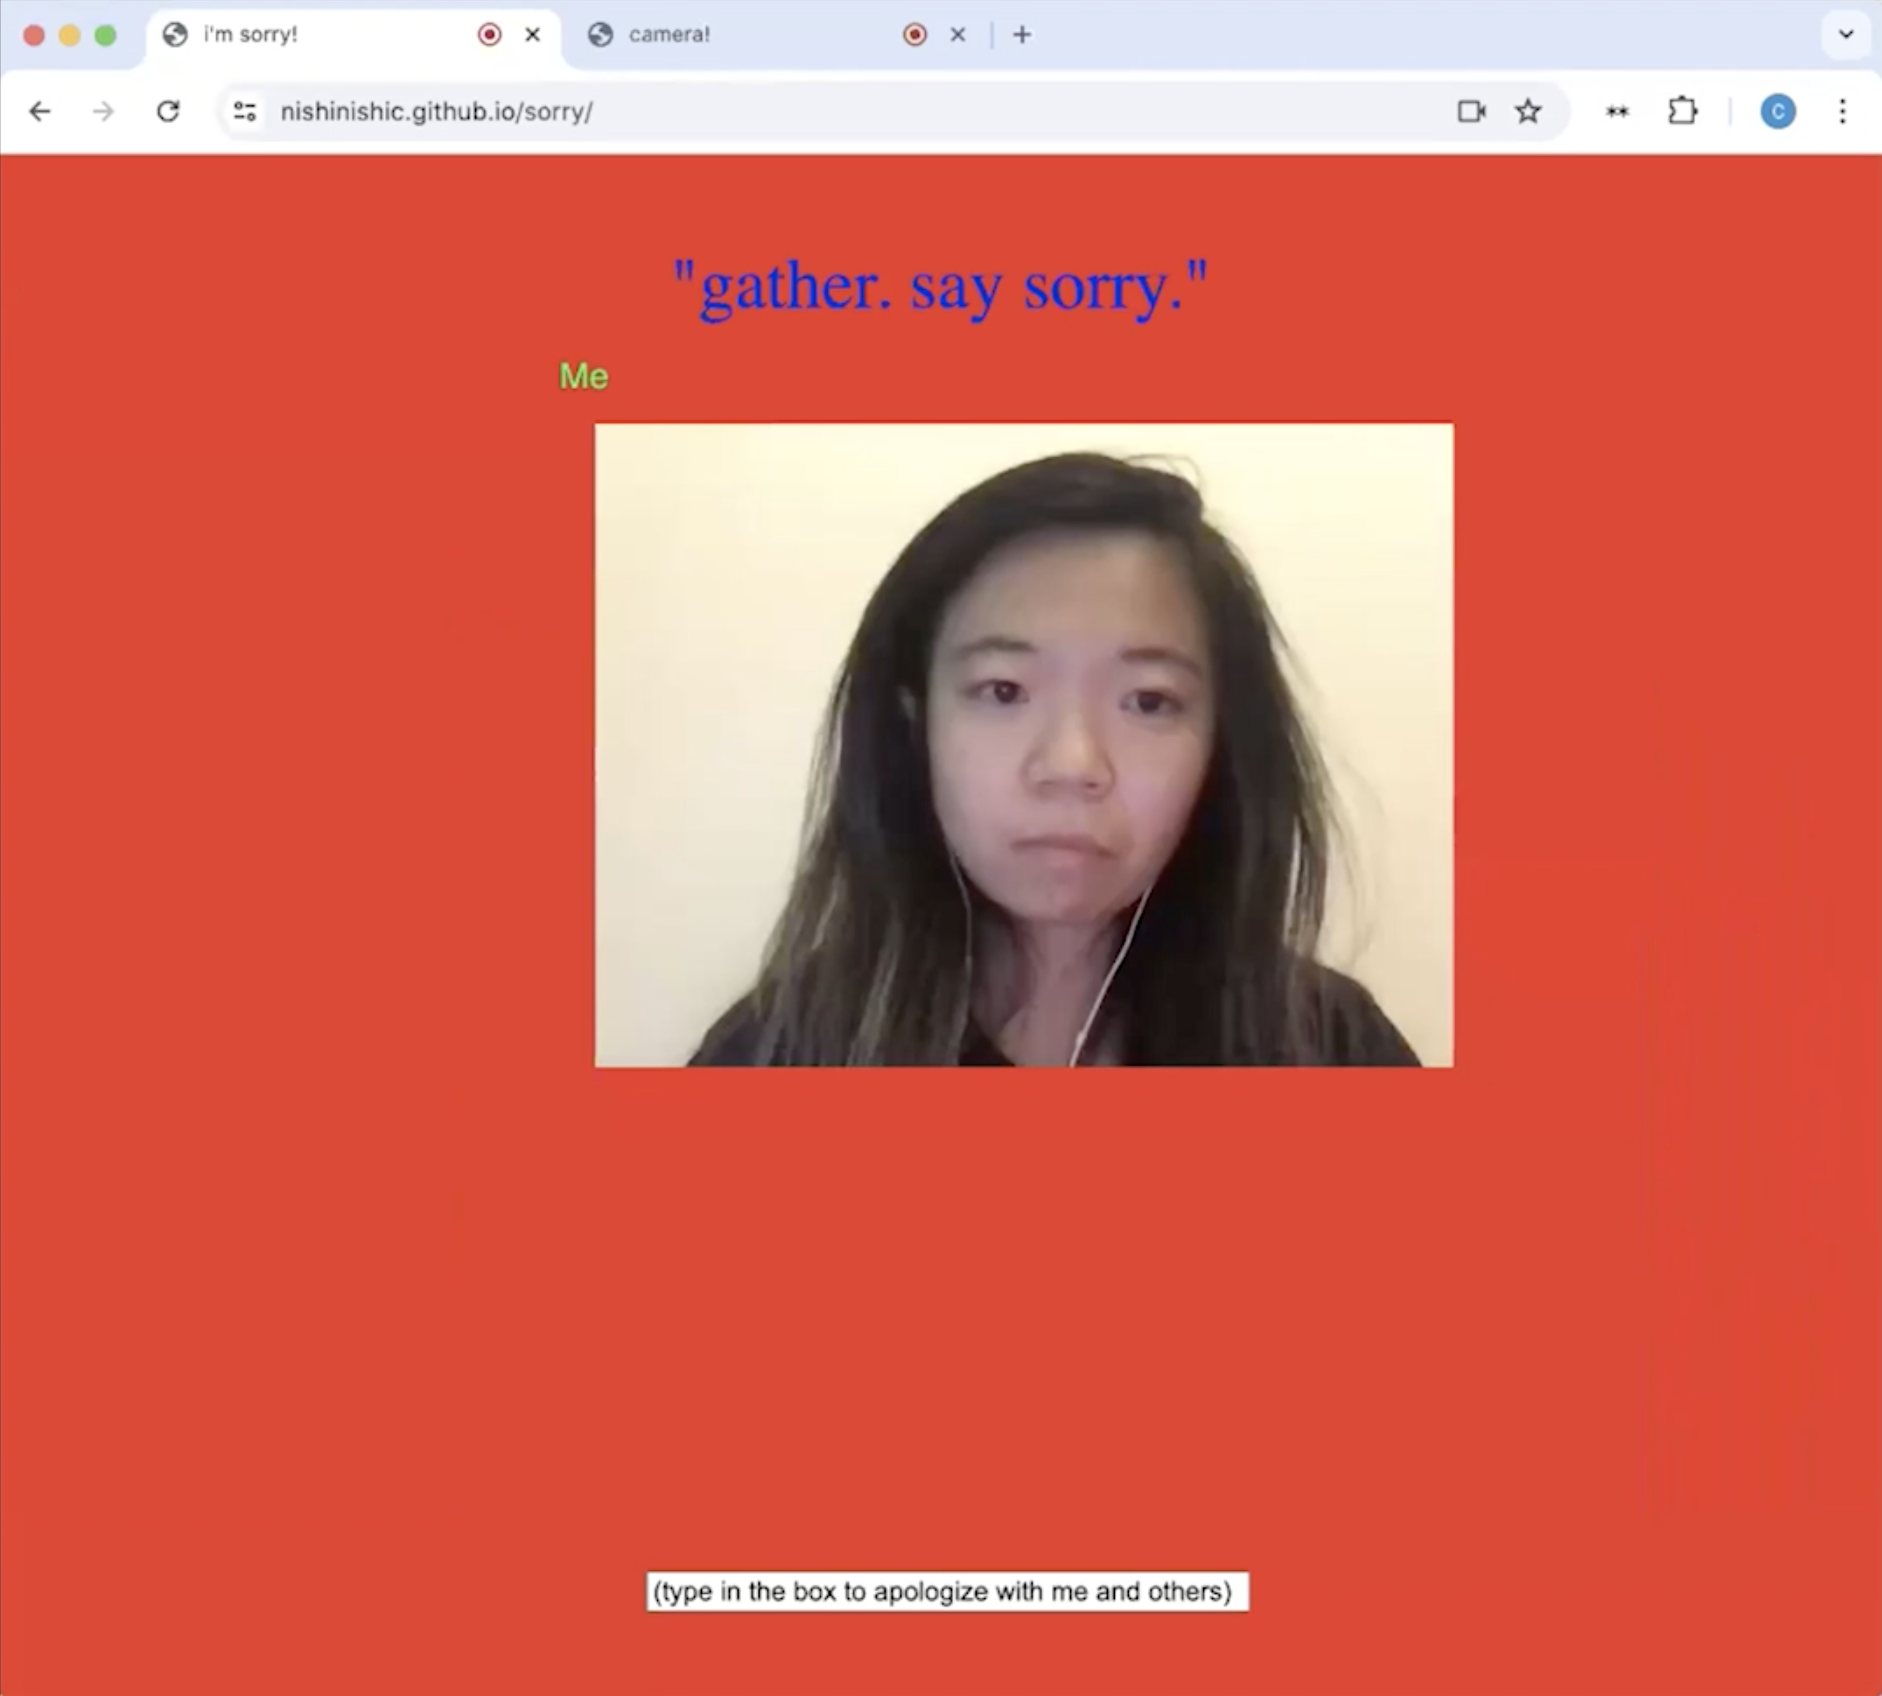 i'm sorry! camera!
nishinishic.github.io/sorry/ C
"gather. say sorry."
Me
(type in the box to apologize with me and others)